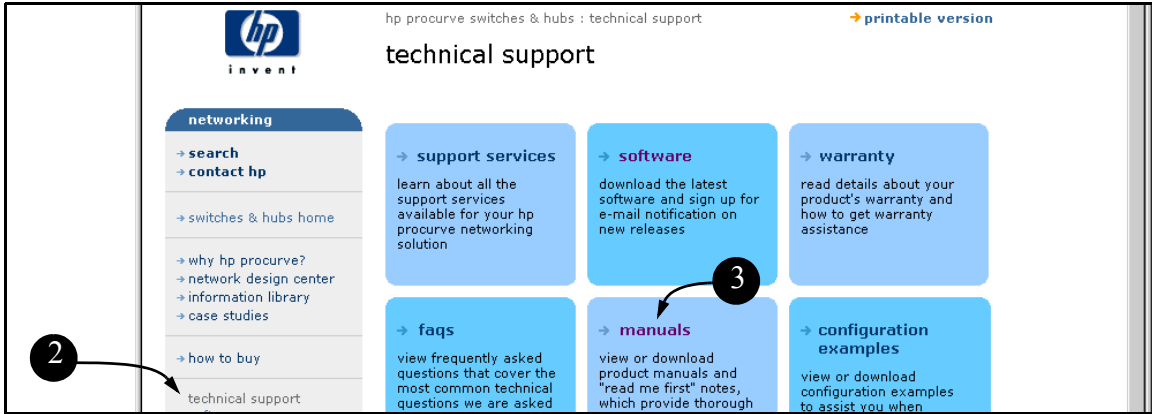 hp procurve switches & hubs : technical support
→ printable version
hp
invent
technical support
networking
→ search
→ contact hp
→ switches & hubs home
→ why hp procurve?
→ network design center
→ information library
→ case studies
→ how to buy
2
technical support
→ support services
learn about all the
support services
available for your hp
procurve networking
solution
→ software
download the latest
software and sign up for
e-mail notification on
new releases
→ warranty
read details about your
product's warranty and
how to get warranty
assistance
3
→ faqs
view frequently asked
questions that cover the
most common technical
questions we are asked
→ manuals
view or download
product manuals and
"read me first" notes,
which provide thorough
→ configuration
examples
view or download
configuration examples
to assist you when